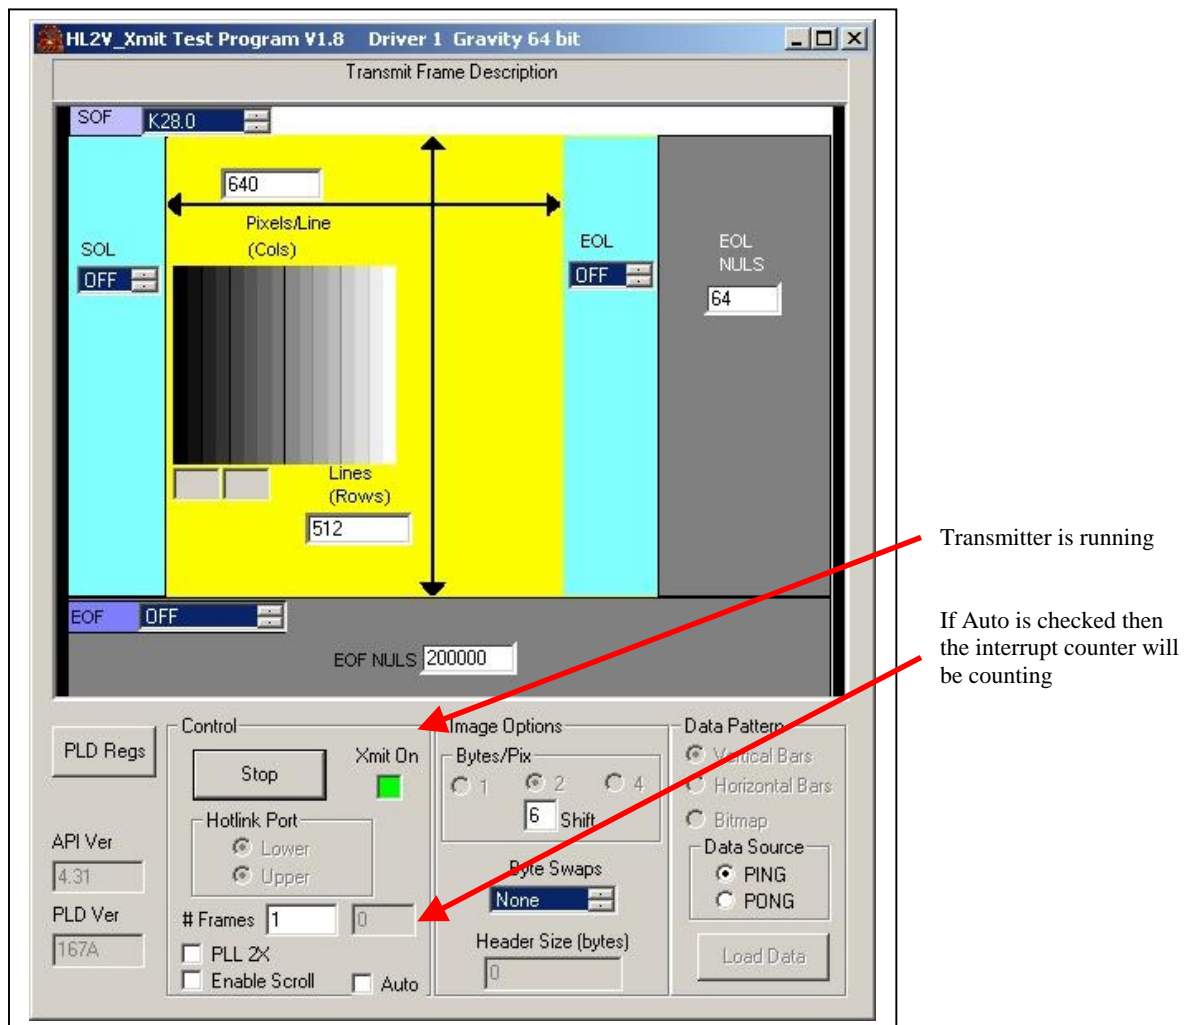 HL2V_Xmit Test Program V1.8 Driver 1 Gravity 64 bit
Transmit Frame Description
SOF K28.0
640
Pixels/Line
(Cols)
SOL
OFF
EOL
OFF
EOL
NULS
64
Lines
(Rows)
512
EOF OFF
EOF NULS 200000
Transmitter is running
If Auto is checked then
the interrupt counter will
be counting
PLD Regs
API Ver
4.31
PLD Ver
167A
Control
Stop
Xmit On
Hotlink Port
Lower
Upper
# Frames 1 0
PLL 2X
Enable Scroll
Auto
Image Options
Bytes/Pix
1 2 4
6 Shift
Byte Swaps
None
Header Size (bytes)
0
Data Pattern
Vertical Bars
Horizontal Bars
Bitmap
Data Source
PING
PONG
Load Data